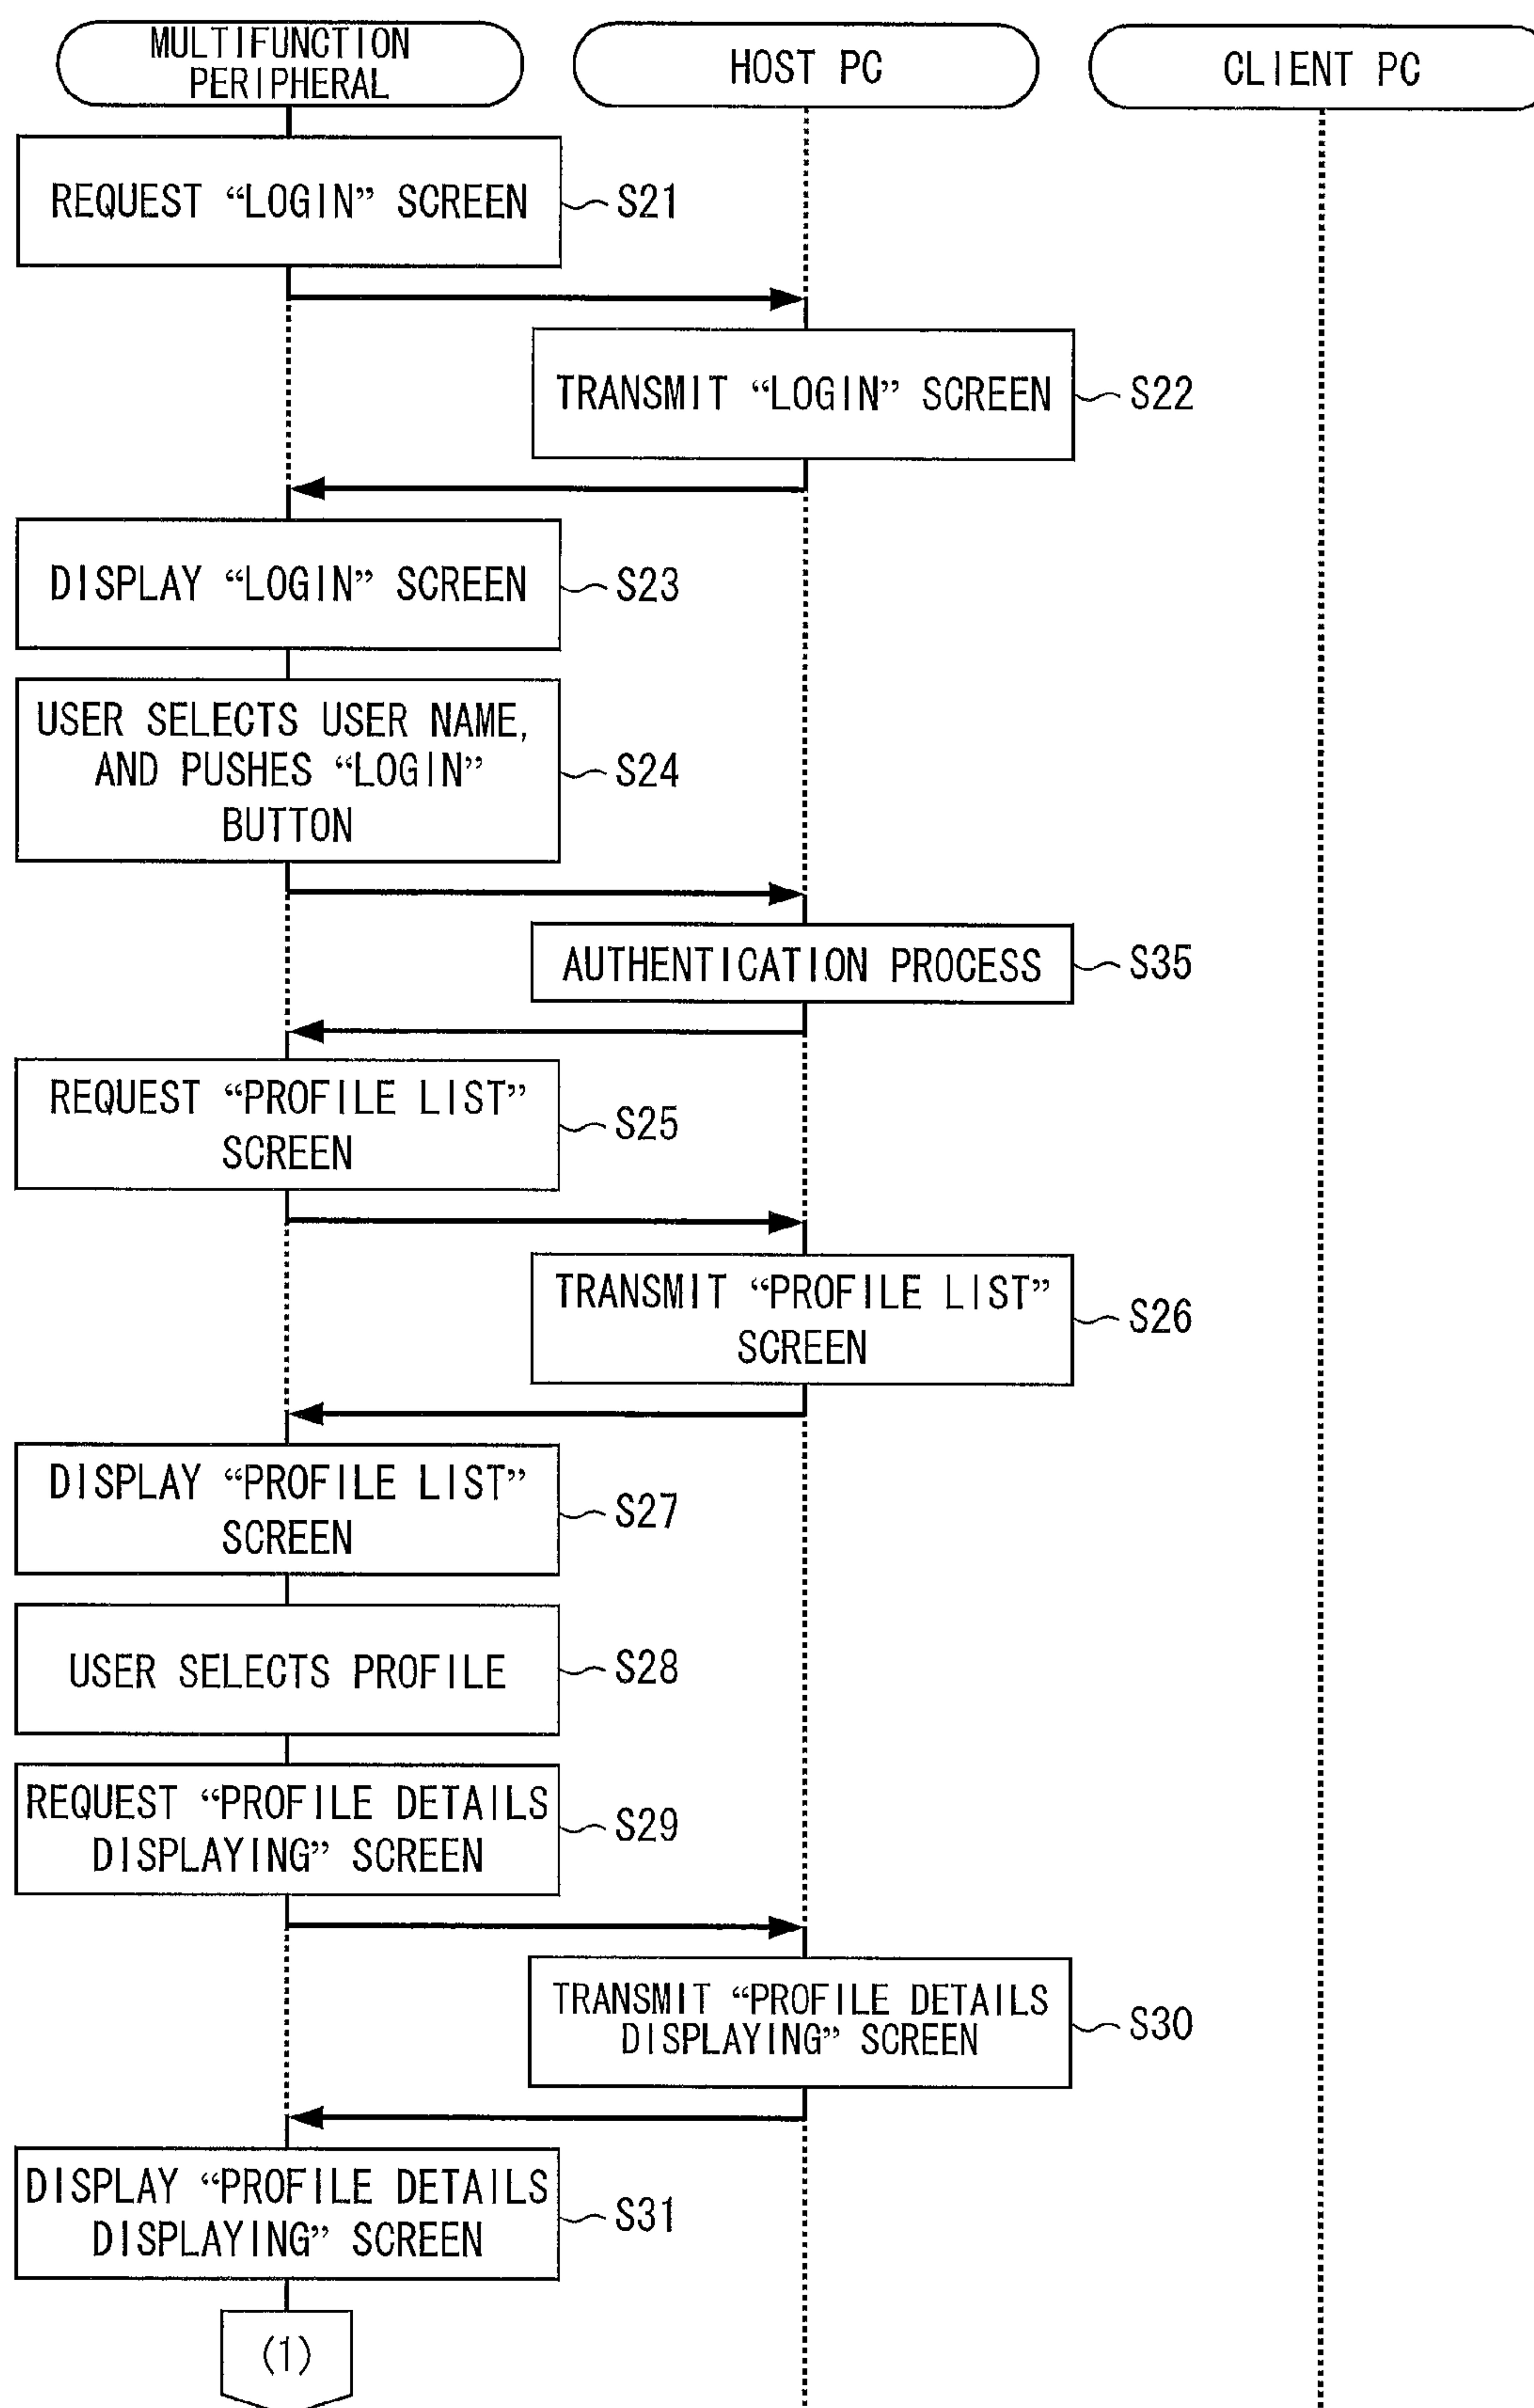 MULTIFUNCTION
PERIPHERAL
HOST PC
CLIENT PC
REQUEST “LOGIN” SCREEN
S21
TRANSMIT “LOGIN” SCREEN
S22
DISPLAY “LOGIN” SCREEN
S23
USER SELECTS USER NAME,
AND PUSHES “LOGIN”
BUTTON
S24
AUTHENTICATION PROCESS
S35
REQUEST “PROFILE LIST”
SCREEN
S25
TRANSMIT “PROFILE LIST”
SCREEN
S26
DISPLAY “PROFILE LIST”
SCREEN
S27
USER SELECTS PROFILE
S28
REQUEST “PROFILE DETAILS
DISPLAYING” SCREEN
S29
TRANSMIT “PROFILE DETAILS
DISPLAYING” SCREEN
S30
DISPLAY “PROFILE DETAILS
DISPLAYING” SCREEN
S31
(1)